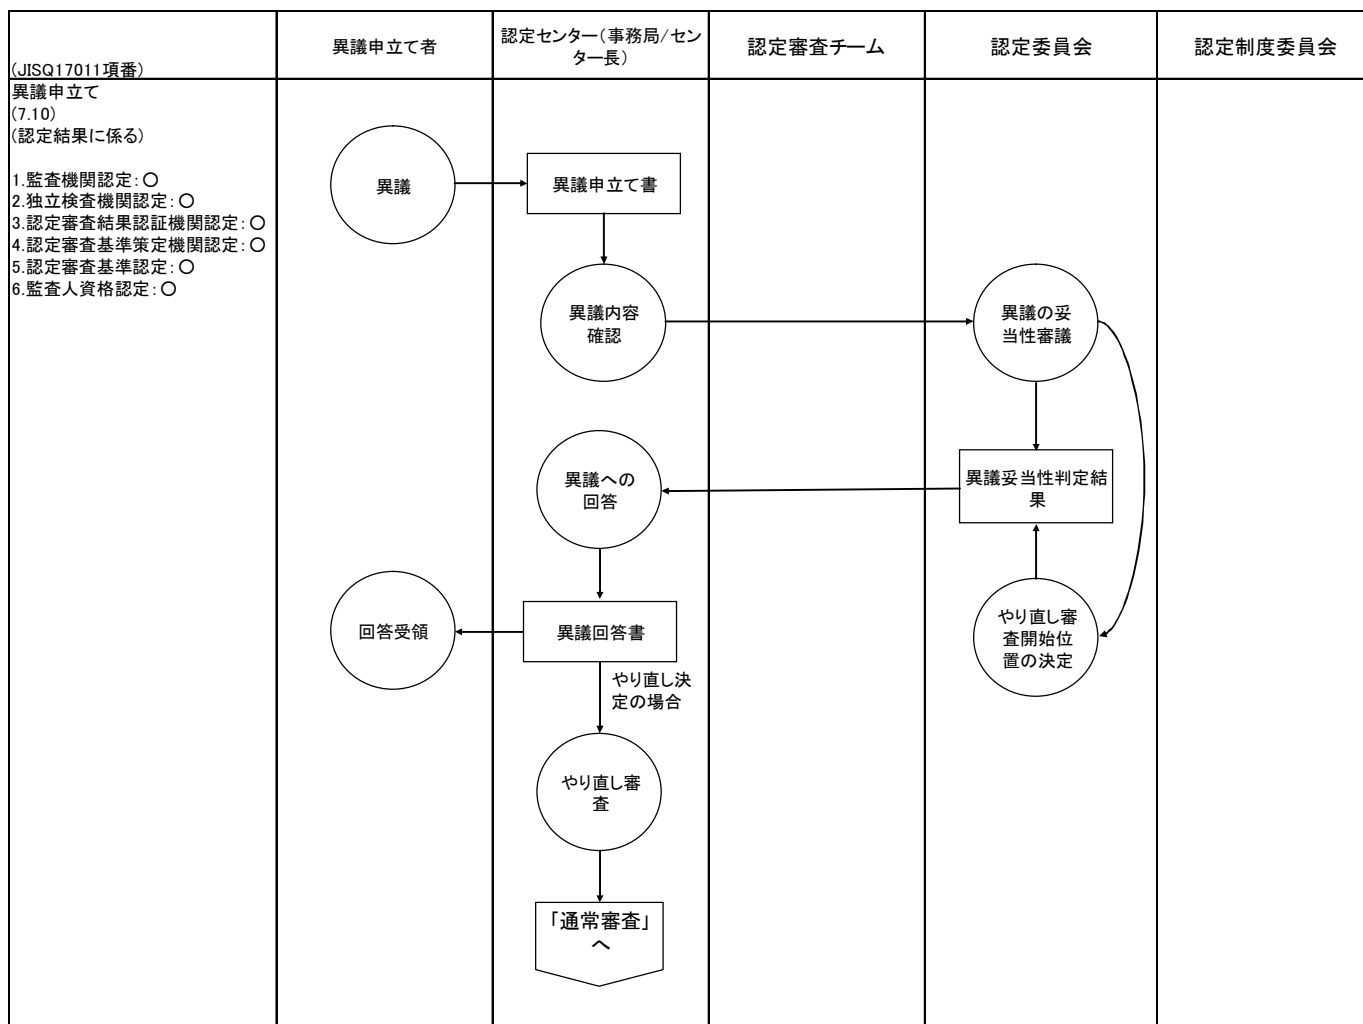 (JISQ17011項番)
異議申立て者
認定センター(事務局/セン
ター長)
認定審査チーム
認定委員会
認定制度委員会
異議申立て
(7.10)
(認定結果に係る)
1.監査機関認定:〇
2.独立検査機関認定:〇
3.認定審査結果認証機関認定:〇
4.認定審査基準策定機関認定:〇
5.認定審査基準認定:〇
6.監査人資格認定:〇
異議
異議申立て書
異議内容
確認
異議の妥
当性審議
異議への
回答
異議妥当性判定結
果
回答受領
異議回答書
やり直し審
査開始位
置の決定
やり直し決
定の場合
やり直し審
査
「通常審査」
へ